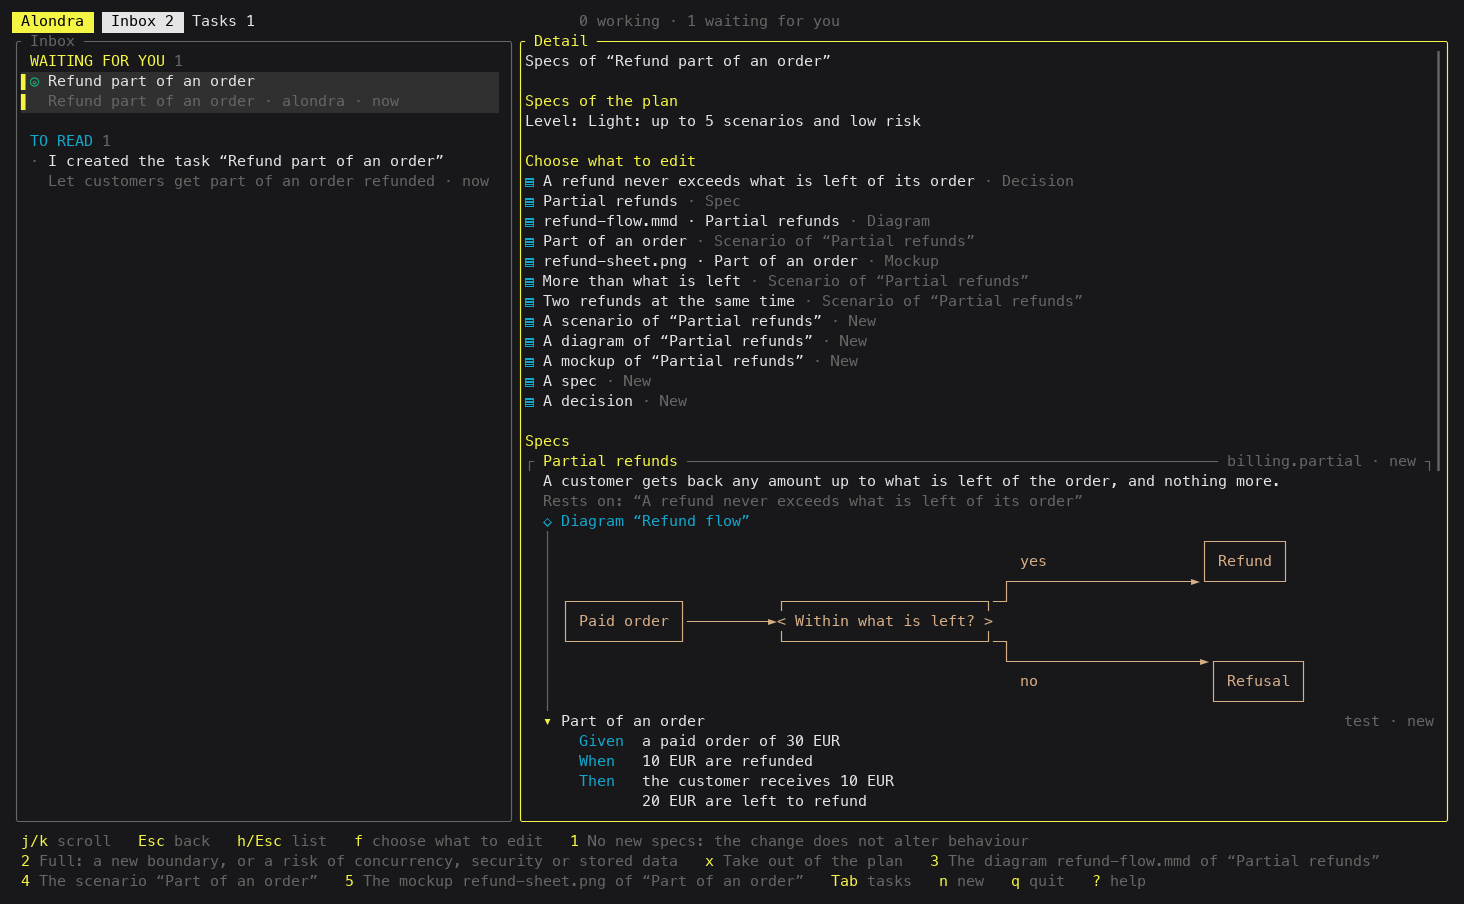 Alondra Inbox 2 Tasks 1 0 working · 1 waiting for you
Inbox
WAITING FOR YOU 1
Refund part of an order
Refund part of an order · alondra · now
TO READ 1
· I created the task “Refund part of an order”
Let customers get part of an order refunded · now
Detail
Specs of “Refund part of an order”
Specs of the plan
Level: Light: up to 5 scenarios and low risk
Choose what to edit
A refund never exceeds what is left of its order · Decision
Partial refunds · Spec
refund-flow.mmd · Partial refunds · Diagram
Part of an order · Scenario of “Partial refunds”
refund-sheet.png · Part of an order · Mockup
More than what is left · Scenario of “Partial refunds”
Two refunds at the same time · Scenario of “Partial refunds”
A scenario of “Partial refunds” · New
A diagram of “Partial refunds” · New
A mockup of “Partial refunds” · New
A spec · New
A decision · New
Specs
Partial refunds billing.partial · new
A customer gets back any amount up to what is left of the order, and nothing more.
Rests on: “A refund never exceeds what is left of its order”
◇ Diagram “Refund flow”
yes Refund
Paid order < Within what is left? >
no Refusal
▾ Part of an order test · new
Given a paid order of 30 EUR
When 10 EUR are refunded
Then the customer receives 10 EUR
20 EUR are left to refund
j/k scroll Esc back h/Esc list f choose what to edit 1 No new specs: the change does not alter behaviour
2 Full: a new boundary, or a risk of concurrency, security or stored data x Take out of the plan 3 The diagram refund-flow.mmd of “Partial refunds”
4 The scenario “Part of an order” 5 The mockup refund-sheet.png of “Part of an order” Tab tasks n new q quit ? help